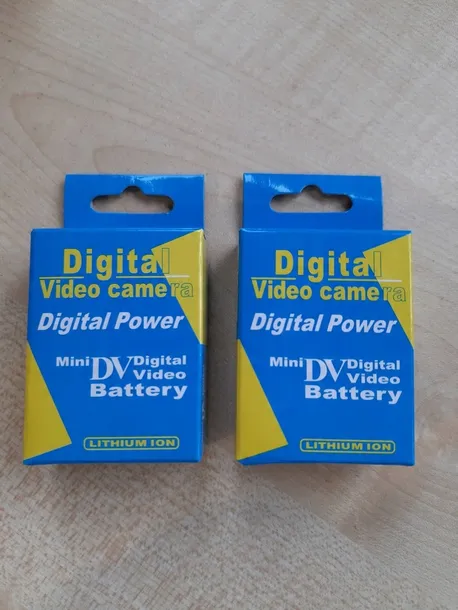 Digital
Video camera
Digital Power
Mini DV Digital
Video
Battery
LITHIUM ION
Digital
Video camera
Digital Power
Mini DV Digital
Video
Battery
LITHIUM ION